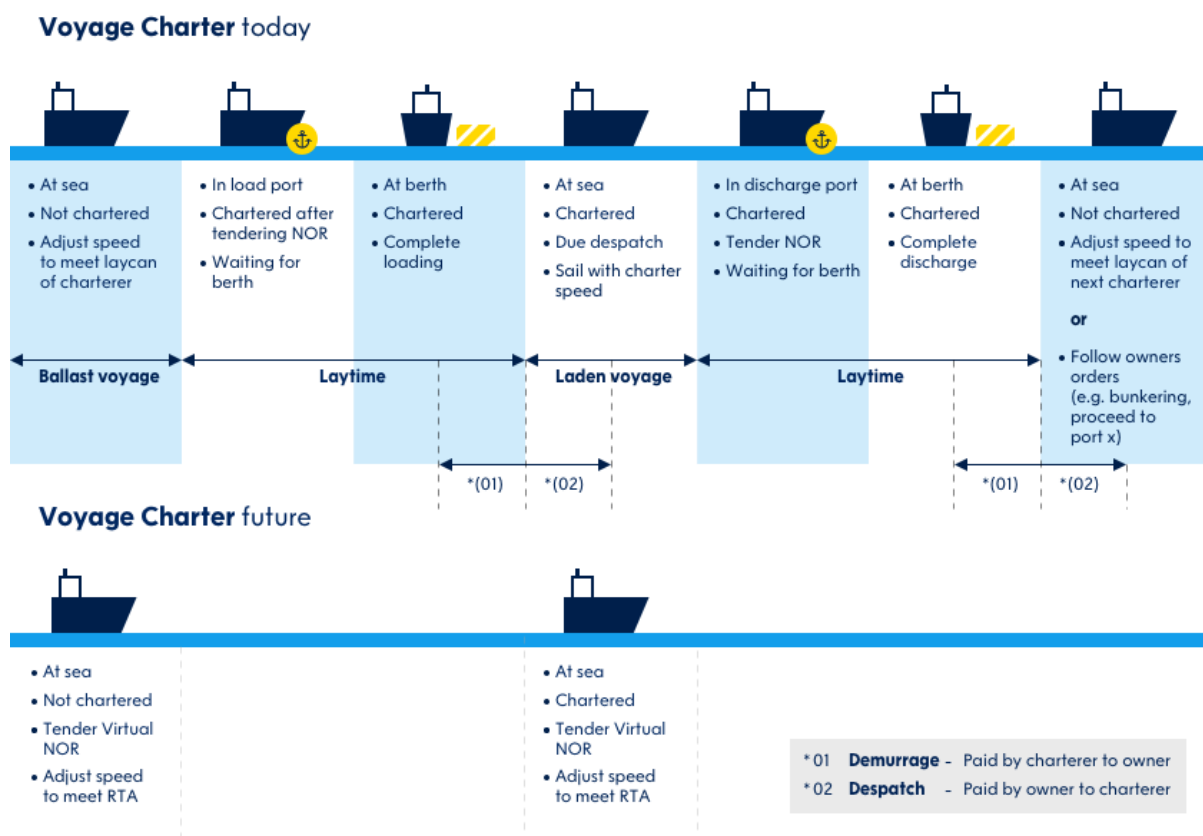 Voyage Charter today
• At sea
• Not chartered
• Adjust speed
to meet laycan
of charterer
• In load port
• Chartered after
tendering NOR
• Waiting for
berth
• At berth
• Chartered
• Complete
loading
• At sea
• Chartered
• Due despatch
• Sail with charter
speed
• In discharge port
• Chartered
• Tender NOR
• Waiting for berth
• At berth
• Chartered
• Complete
discharge
• At sea
• Not chartered
• Adjust speed to
meet laycan of
next charterer
or
• Follow owners
orders
(e.g. bunkering,
proceed to
port x)
Ballast voyage
Laytime
Laden voyage
Laytime
*(01)
*(02)
*(01)
*(02)
Voyage Charter future
• At sea
• Not chartered
• Tender Virtual
NOR
• Adjust speed
to meet RTA
• At sea
• Chartered
• Tender Virtual
NOR
• Adjust speed
to meet RTA
*01 Demurrage - Paid by charterer to owner
*02 Despatch - Paid by owner to charterer